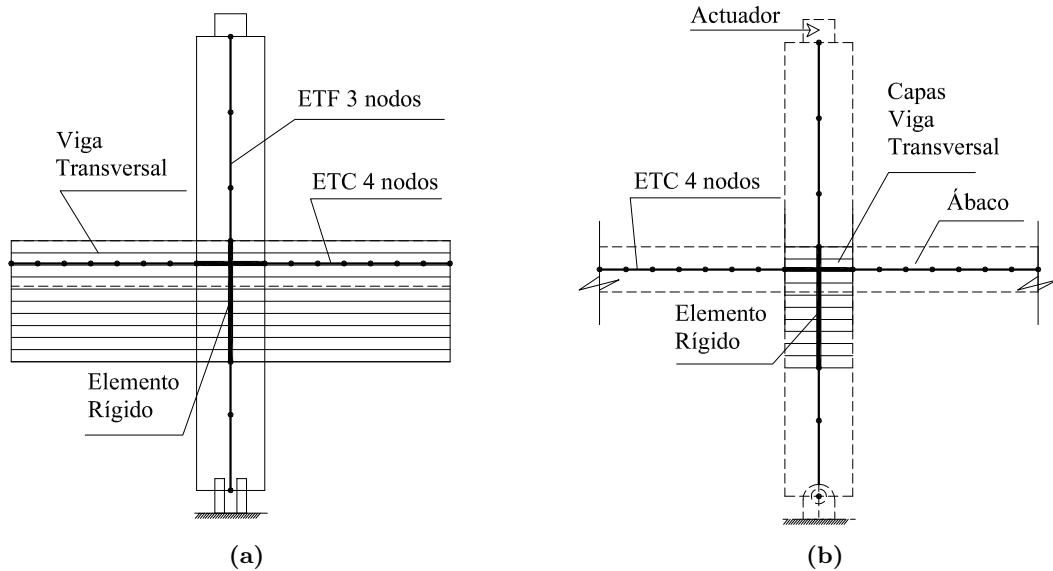 ETF 3 nodos
Viga
Transversal
ETC 4 nodos
Elemento
Rígido
(a)
Actuador
Capas
Viga
Transversal
ETC 4 nodos
Ábaco
Elemento
Rígido
(b)